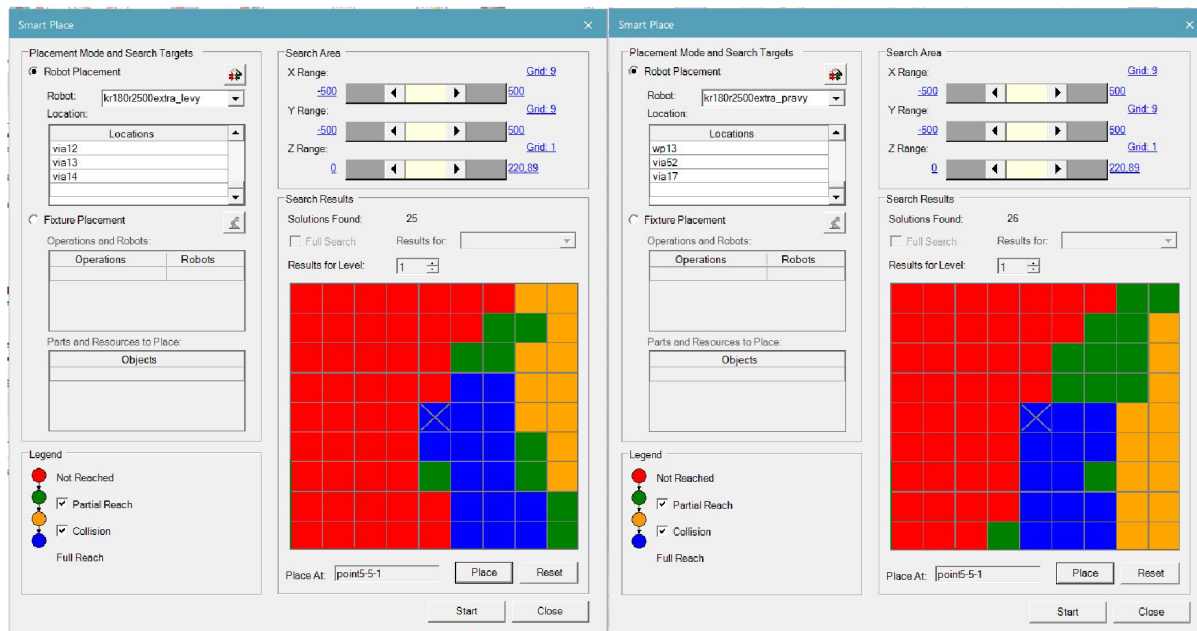 Smart Place
Placement Mode and Search Targets
Robot Placement
Robot: kr180r2500extra_levy
Location:
Locations
via12
via13
via14
Fixture Placement
Operations and Robots:
Operations Robots
Parts and Resources to Place:
Objects
Legend
Not Reached
Partial Reach
Collision
Full Reach
Search Area
X Range: Grid: 9
-500 500
Y Range: Grid: 9
-500 500
Z Range: Grid: 1
0 220,89
Search Results
Solutions Found: 25
Full Search Results for:
Results for Level: 1
Place At: point5-5-1 Place Reset
Start Close
Smart Place
Placement Mode and Search Targets
Robot Placement
Robot: kr180r2500extra_pravy
Location:
Locations
wp13
via52
via17
Fixture Placement
Operations and Robots:
Operations Robots
Parts and Resources to Place:
Objects
Legend
Not Reached
Partial Reach
Collision
Full Reach
Search Area
X Range: Grid: 9
-500 500
Y Range: Grid: 9
-500 500
Z Range: Grid: 1
0 220,89
Search Results
Solutions Found: 26
Full Search Results for:
Results for Level: 1
Place At: point5-5-1 Place Reset
Start Close